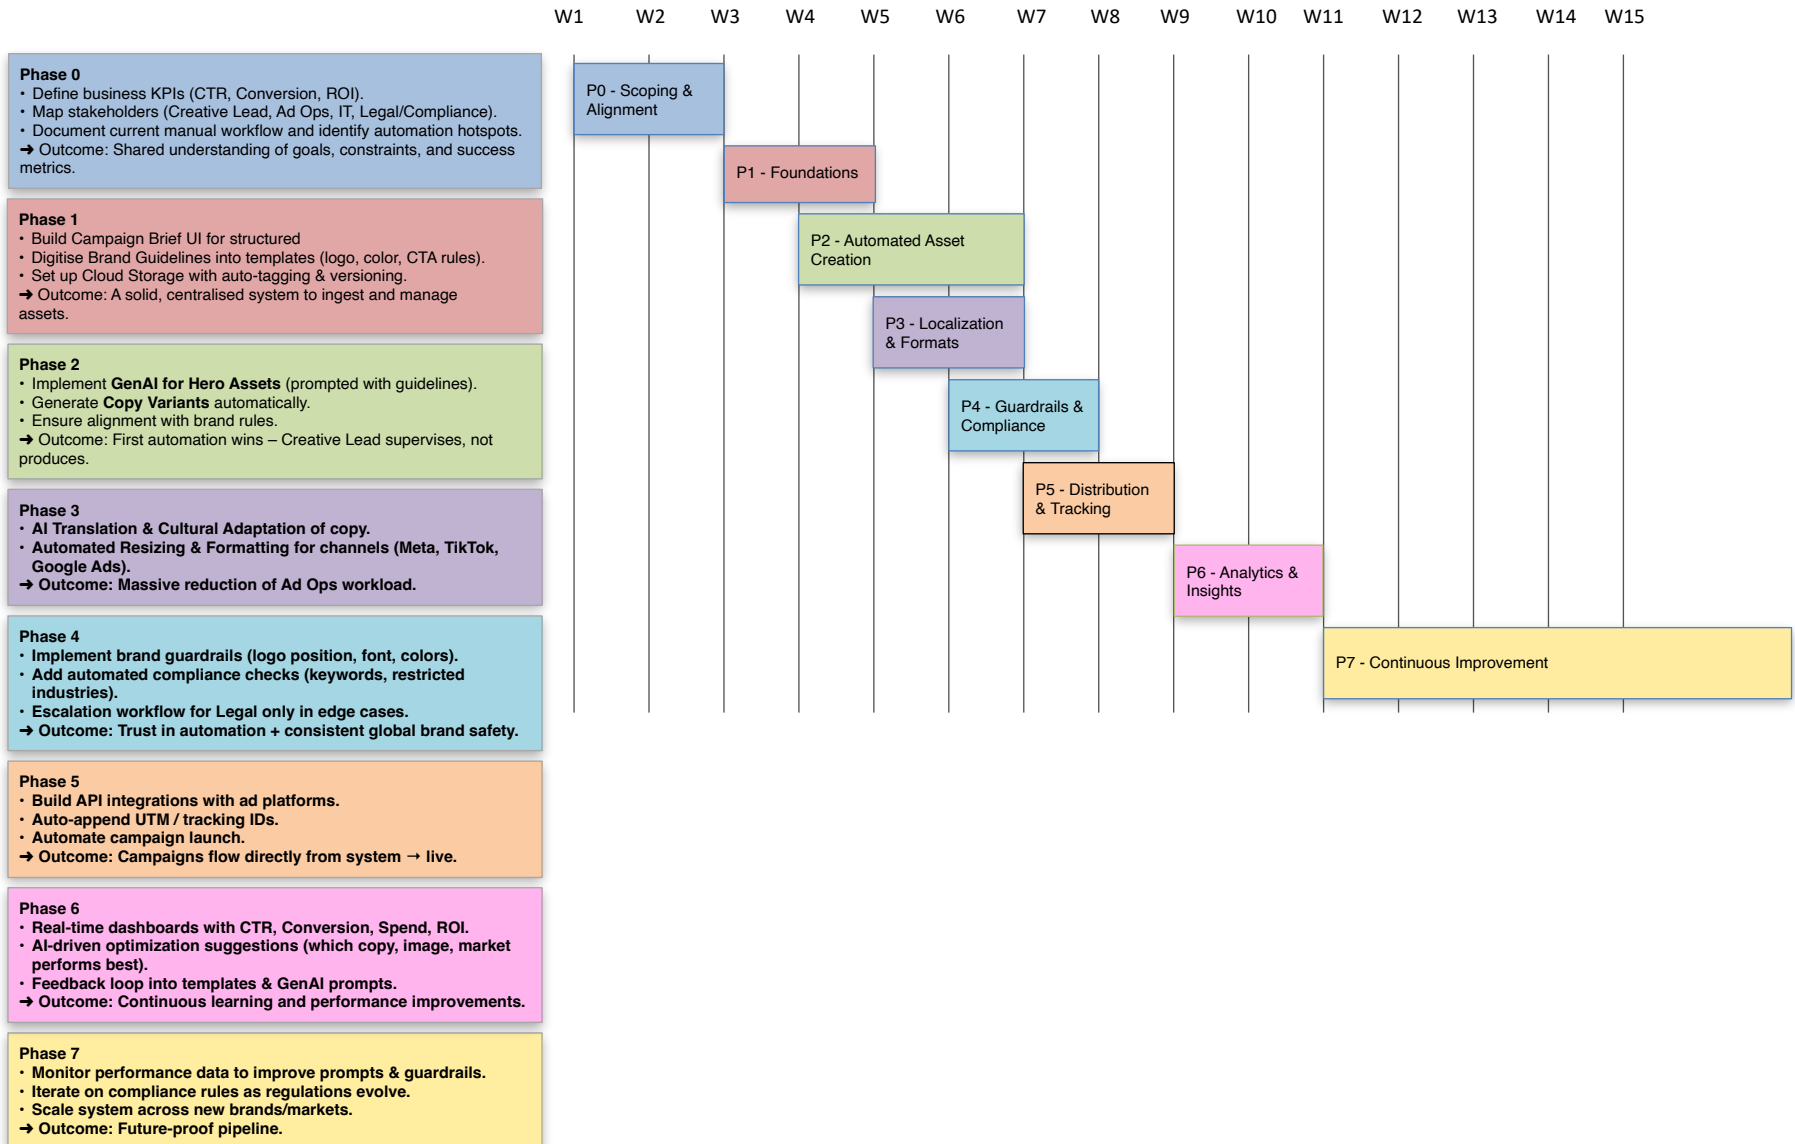 W1 W2 W3 W4 W5 W6 W7 W8 W9 W10 W11 W12 W13 W14 W15
Phase 0
• Define business KPIs (CTR, Conversion, ROI).
• Map stakeholders (Creative Lead, Ad Ops, IT, Legal/Compliance).
• Document current manual workflow and identify automation hotspots.
➜ Outcome: Shared understanding of goals, constraints, and success
metrics.
Phase 1
• Build Campaign Brief UI for structured
• Digitise Brand Guidelines into templates (logo, color, CTA rules).
• Set up Cloud Storage with auto-tagging & versioning.
➜ Outcome: A solid, centralised system to ingest and manage
assets.
Phase 2
• Implement GenAI for Hero Assets (prompted with guidelines).
• Generate Copy Variants automatically.
• Ensure alignment with brand rules.
➜ Outcome: First automation wins – Creative Lead supervises, not
produces.
Phase 3
• AI Translation & Cultural Adaptation of copy.
• Automated Resizing & Formatting for channels (Meta, TikTok,
Google Ads).
➜ Outcome: Massive reduction of Ad Ops workload.
Phase 4
• Implement brand guardrails (logo position, font, colors).
• Add automated compliance checks (keywords, restricted
industries).
• Escalation workflow for Legal only in edge cases.
➜ Outcome: Trust in automation + consistent global brand safety.
Phase 5
• Build API integrations with ad platforms.
• Auto-append UTM / tracking IDs.
• Automate campaign launch.
➜ Outcome: Campaigns flow directly from system → live.
Phase 6
• Real-time dashboards with CTR, Conversion, Spend, ROI.
• AI-driven optimization suggestions (which copy, image, market
performs best).
• Feedback loop into templates & GenAI prompts.
➜ Outcome: Continuous learning and performance improvements.
Phase 7
• Monitor performance data to improve prompts & guardrails.
• Iterate on compliance rules as regulations evolve.
• Scale system across new brands/markets.
➜ Outcome: Future-proof pipeline.
P0 - Scoping &
Alignment
P1 - Foundations
P2 - Automated Asset
Creation
P3 - Localization
& Formats
P4 - Guardrails &
Compliance
P5 - Distribution
& Tracking
P6 - Analytics &
Insights
P7 - Continuous Improvement